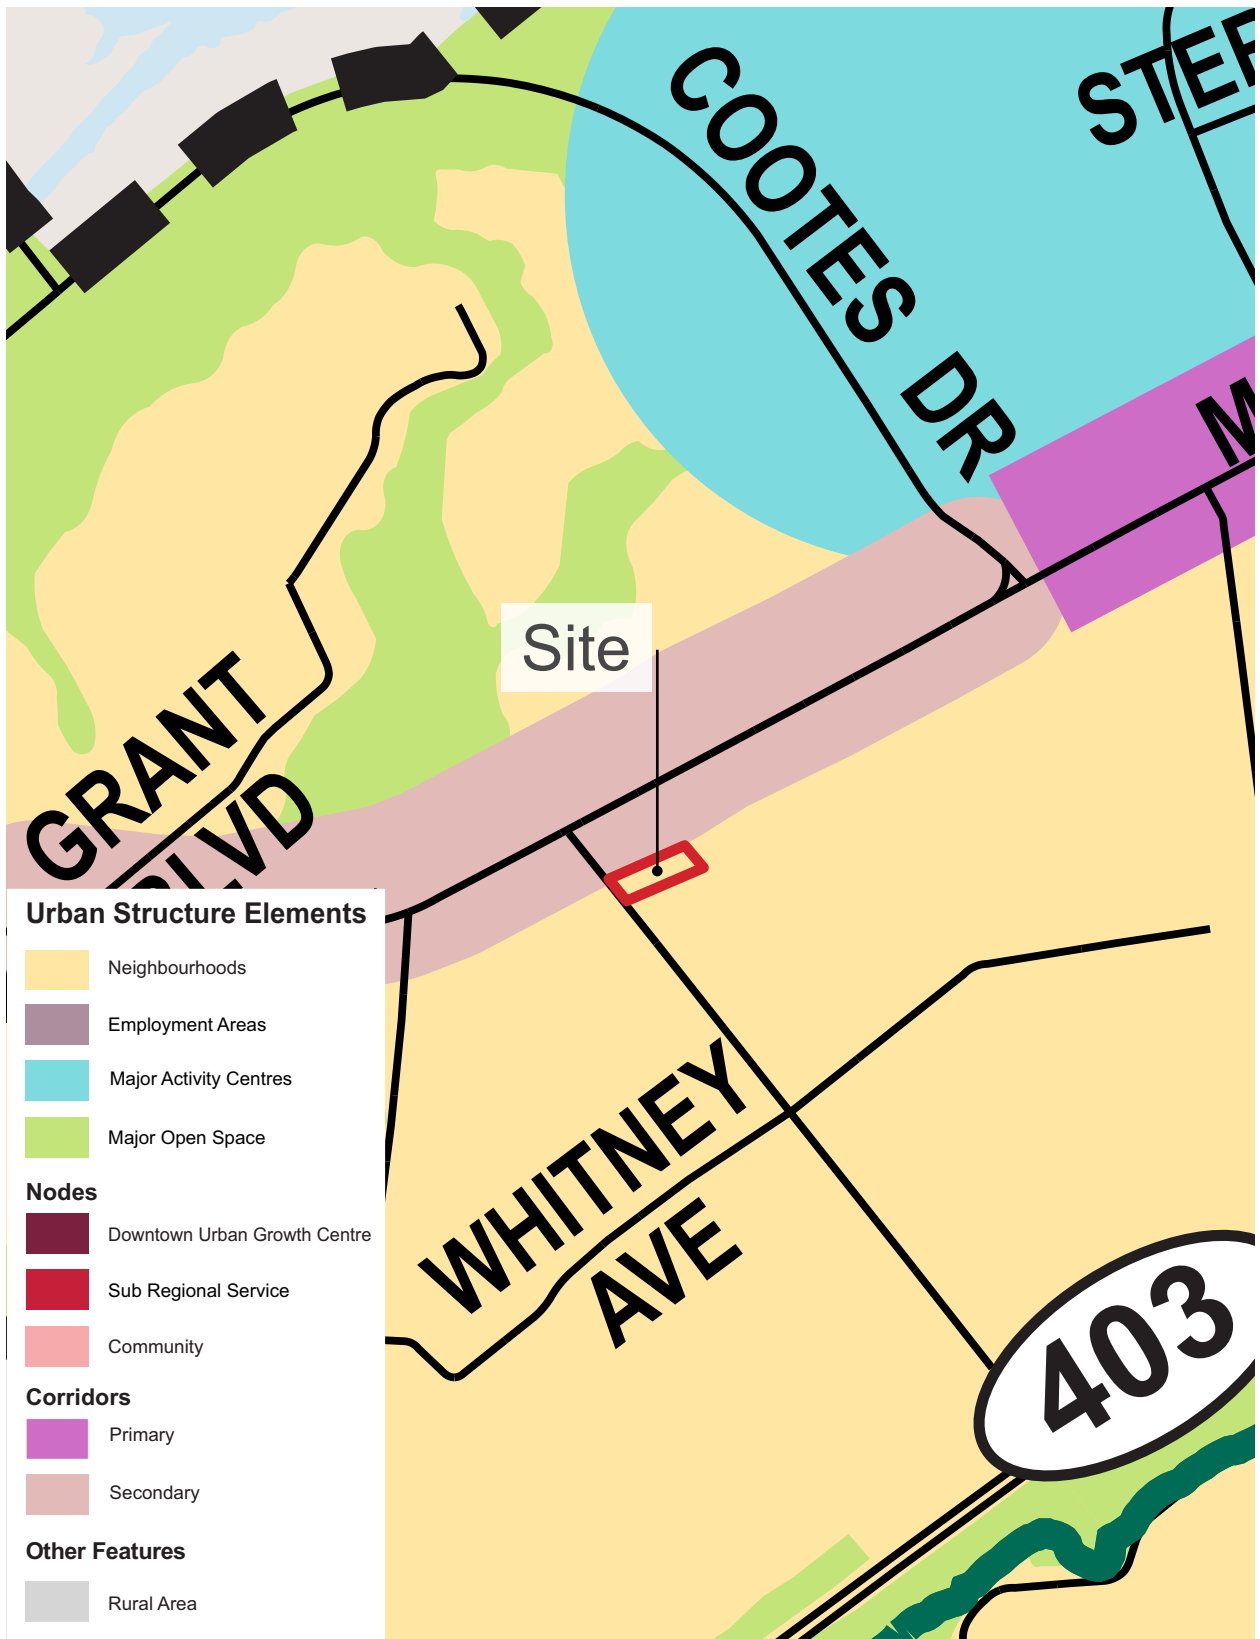 COOTES DR
Site
GRANT
BLVD
WHITNEY
AVE
403
Urban Structure Elements
Neighbourhoods
Employment Areas
Major Activity Centres
Major Open Space
Nodes
Downtown Urban Growth Centre
Sub Regional Service
Community
Corridors
Primary
Secondary
Other Features
Rural Area